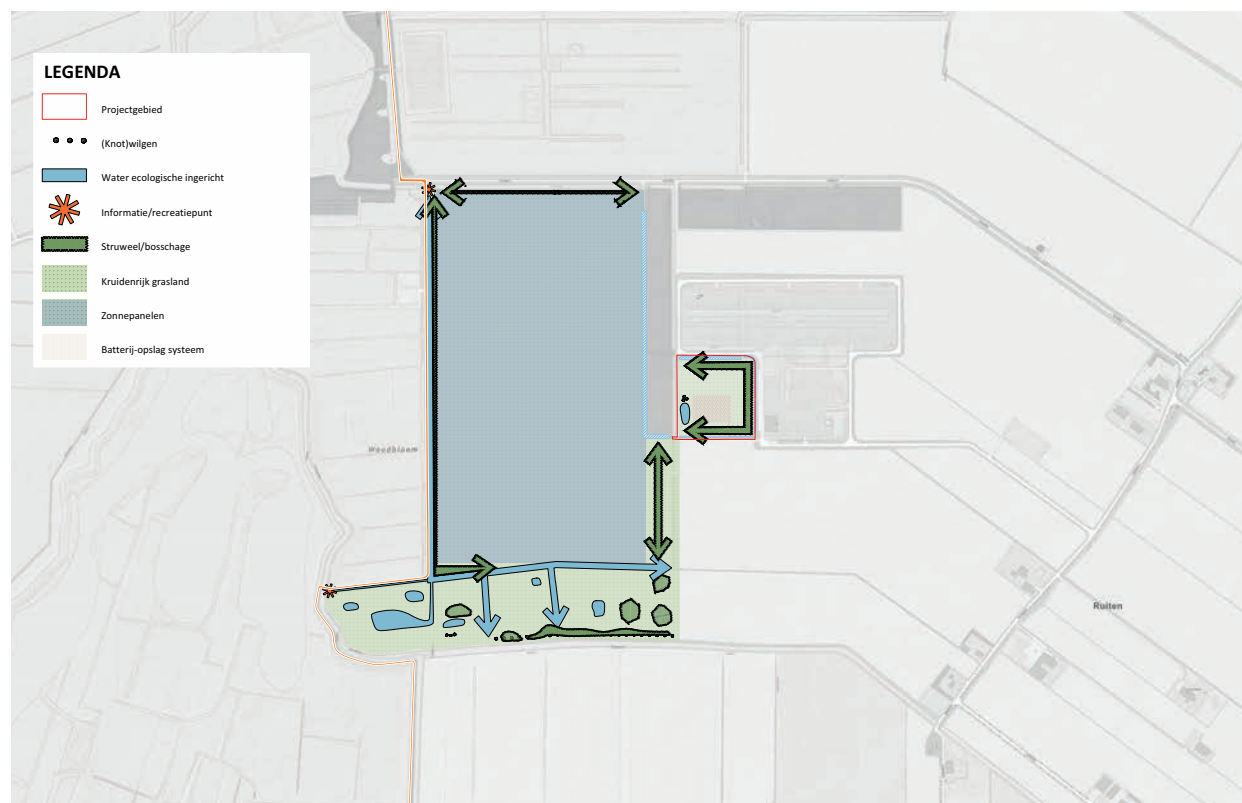 LEGENDA
Projectgebied
(Knot)wilgen
Water ecologische ingericht
Informatie/recreatiepunt
Struweel/bosschage
Kruidenrijk grasland
Zonnepanelen
Batterij-opslag systeem
Woudbloem
Ruiten